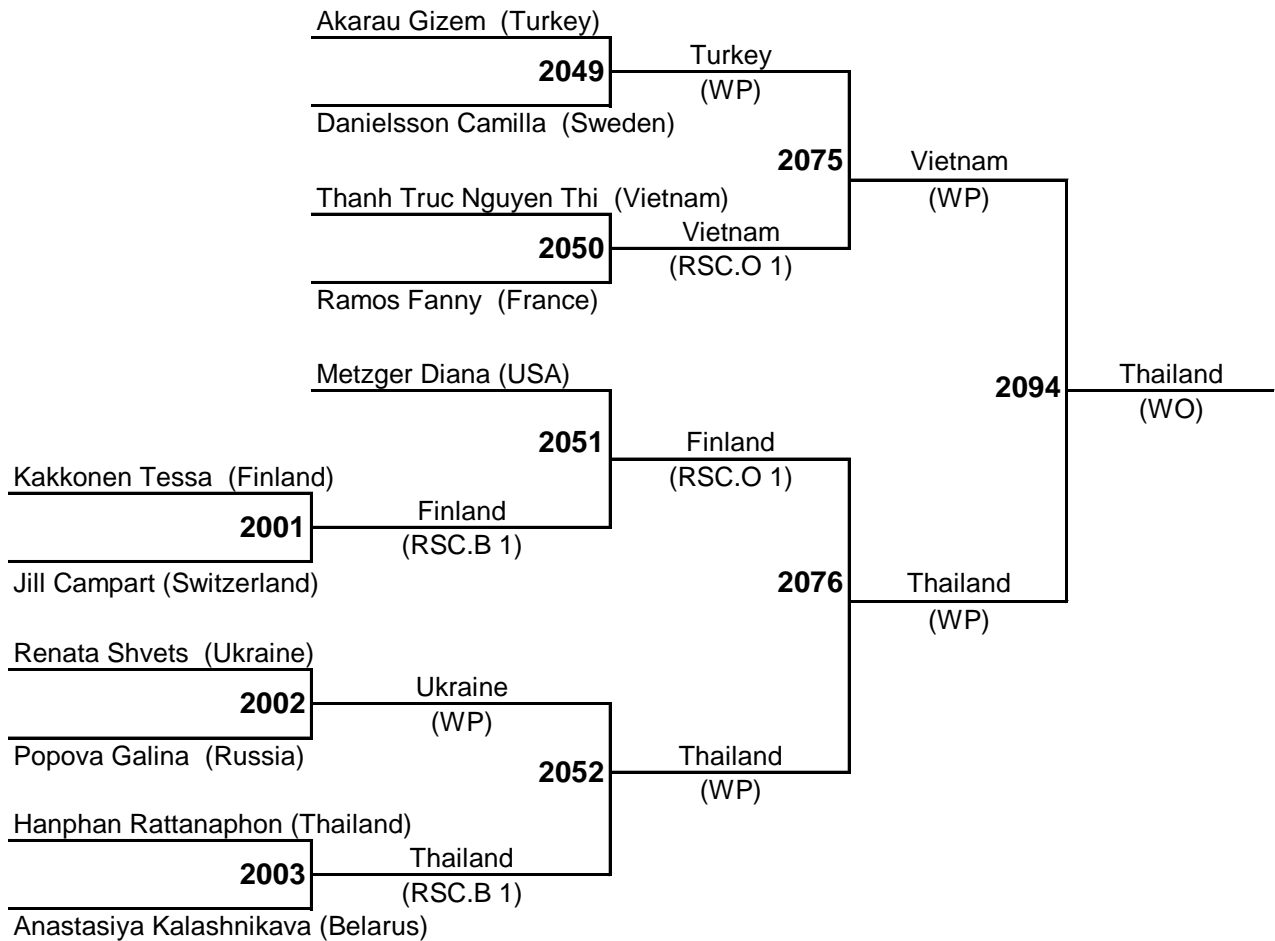 Akarau Gizem (Turkey)
2049
Turkey
(WP)
Danielsson Camilla (Sweden)
2075
Vietnam
(WP)
Thanh Truc Nguyen Thi (Vietnam)
2050
Vietnam
(RSC.O 1)
Ramos Fanny (France)
Metzger Diana (USA)
2094
Thailand
(WO)
2051
Finland
(RSC.O 1)
Kakkonen Tessa (Finland)
2001
Finland
(RSC.B 1)
Jill Campart (Switzerland)
2076
Thailand
(WP)
Renata Shvets (Ukraine)
2002
Ukraine
(WP)
Popova Galina (Russia)
2052
Thailand
(WP)
Hanphan Rattanaphon (Thailand)
2003
Thailand
(RSC.B 1)
Anastasiya Kalashnikava (Belarus)